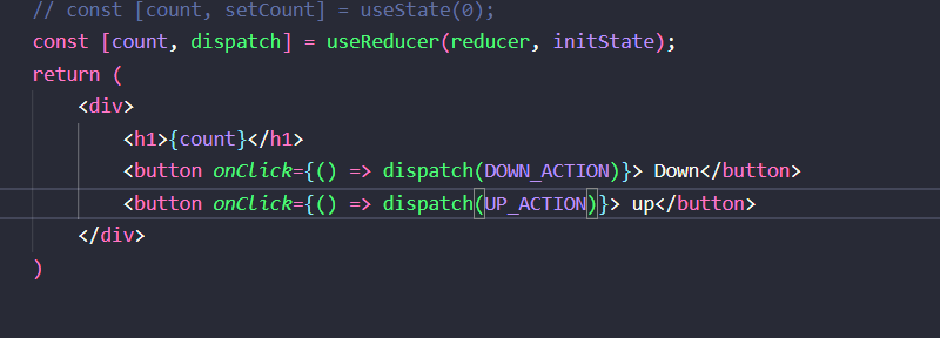 // const [count, setCount] = useState(0);
const [count, dispatch] = useReducer(reducer, initState);
return (
<div>
<h1>{count}</h1>
<button onClick={() => dispatch(DOWN_ACTION)}> Down</button>
<button onClick={() => dispatch(UP_ACTION)}> up</button>
</div>
)